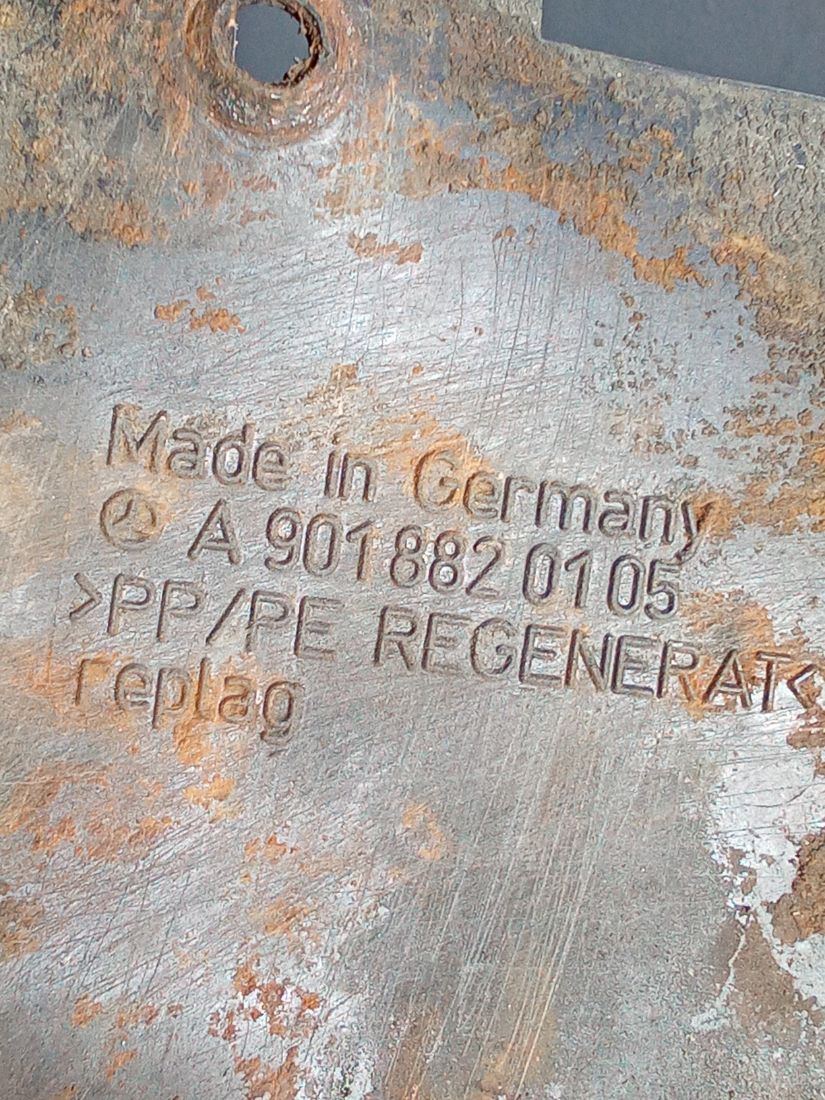 Made in Germany
A 901 882 01 05
>PP/PE REGENERAT<
replag